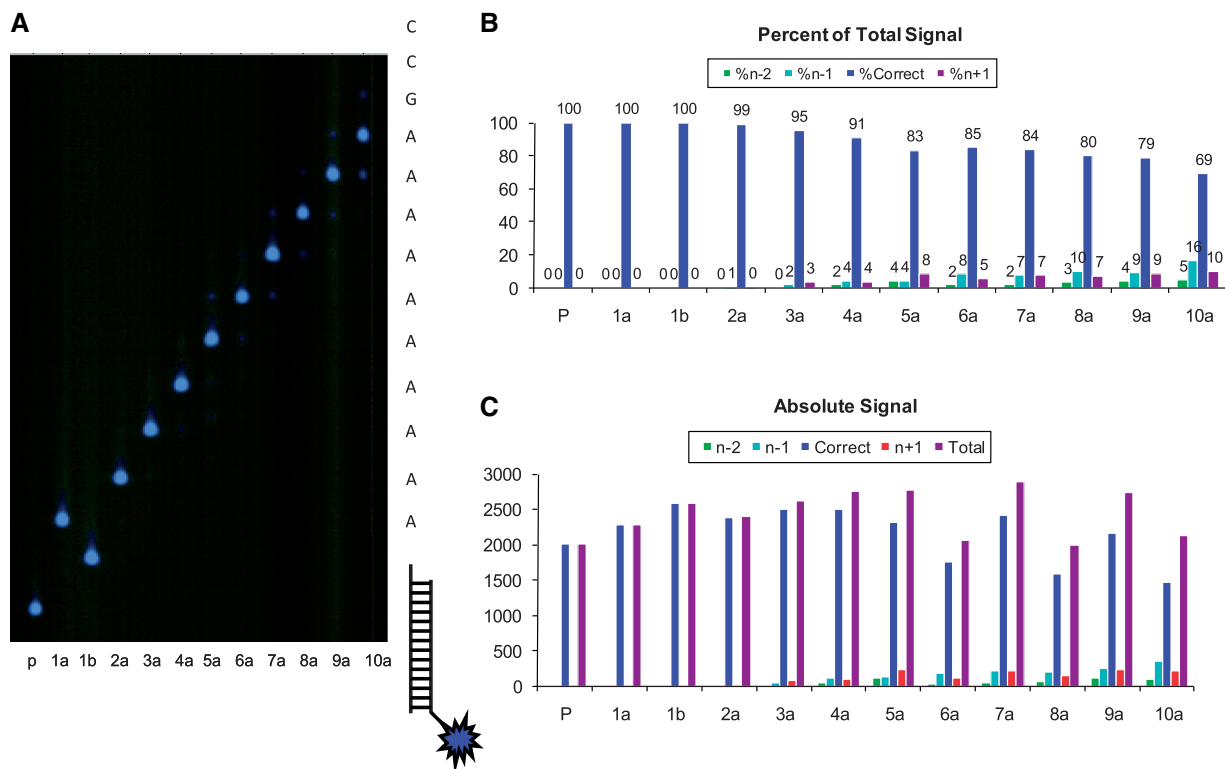 A
p 1a 1b 2a 3a 4a 5a 6a 7a 8a 9a 10a
C
C
G
A
A
A
A
A
A
A
A
A
A
B
Percent of Total Signal
%n-2 %n-1 %Correct %n+1
100
80
60
40
20
0
100 100 100 99 95 91 83 85 84 80 79 69
00 0 00 0 00 0 01 0 0 2 3 2 4 4 4 4 8 2 8 5 2 7 7 3 10 7 4 9 9 5 16 10
P 1a 1b 2a 3a 4a 5a 6a 7a 8a 9a 10a
C
Absolute Signal
n-2 n-1 Correct n+1 Total
3000
2500
2000
1500
1000
500
0
P 1a 1b 2a 3a 4a 5a 6a 7a 8a 9a 10a